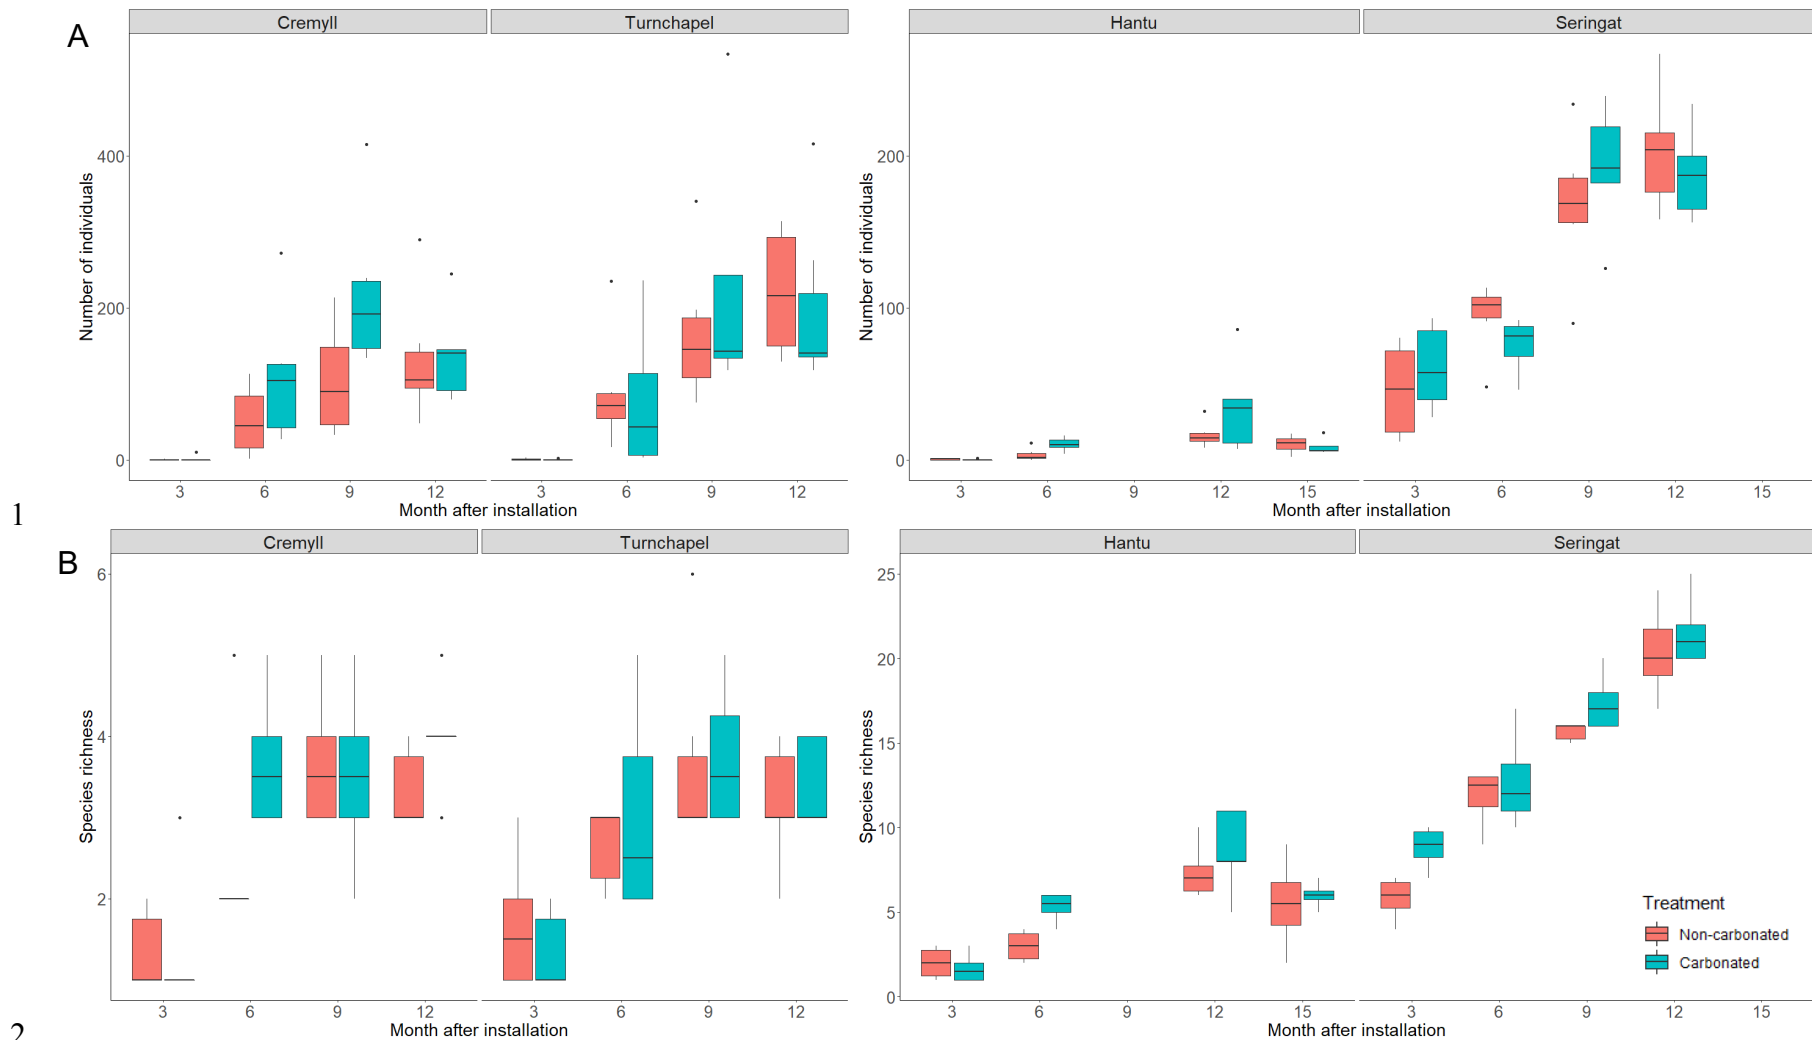 A
Cremyll
Turnchapel
Hantu
Seringat
Number of individuals
400
200
0
Number of individuals
200
100
0
3
6
9
12
3
6
9
12
3
6
9
12
15
3
6
9
12
15
Month after installation
Month after installation
1
B
Cremyll
Turnchapel
Hantu
Seringat
Species richness
6
4
2
Species richness
25
20
15
10
5
0
Treatment
Non-carbonated
Carbonated
3
6
9
12
3
6
9
12
3
6
9
12
15
3
6
9
12
15
Month after installation
Month after installation
2